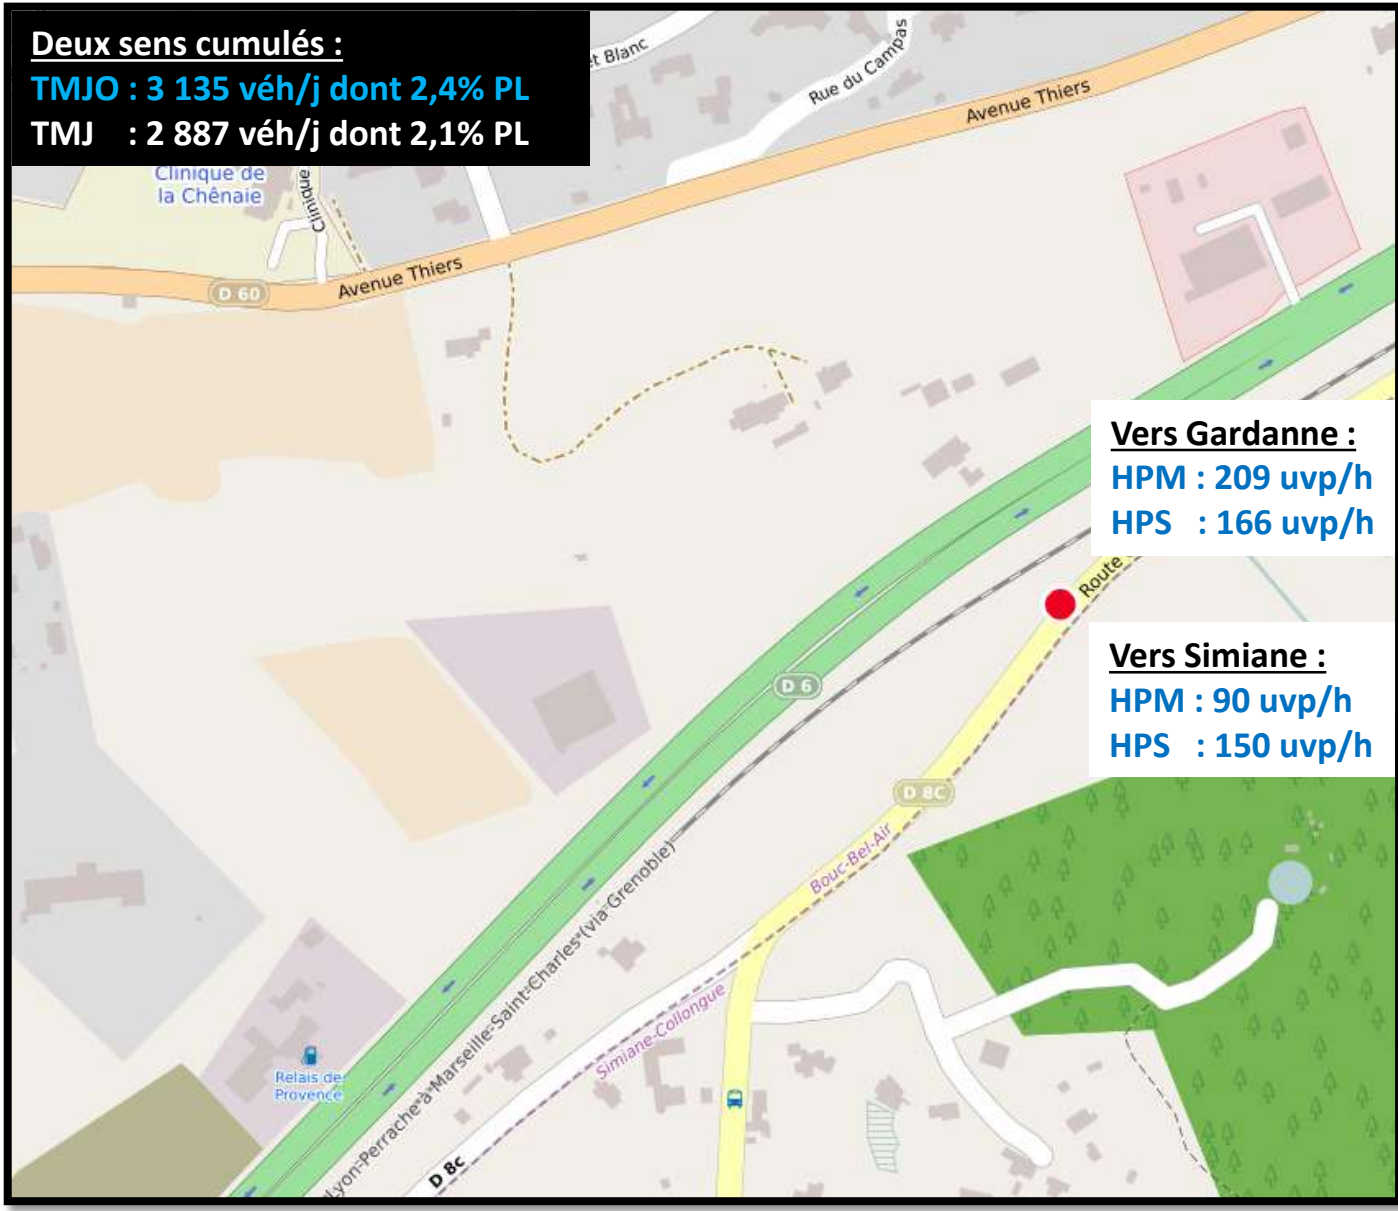 Deux sens cumulés :
TMJO : 3 135 véh/j dont 2,4% PL
TMJ : 2 887 véh/j dont 2,1% PL
Blanc
Rue du Campas
Avenue Thiers
Clinique de
la Chênaie
Clinique
Avenue Thiers
D 60
Vers Gardanne :
HPM : 209 uvp/h
HPS : 166 uvp/h
Route
Vers Simiane :
HPM : 90 uvp/h
HPS : 150 uvp/h
D 6
D 8C
Bouc-Bel-Air
Simiane-Collongue
Lyon-Perrache à Marseille-Saint-Charles (via Grenoble)
Relais de
Provence
D 8c